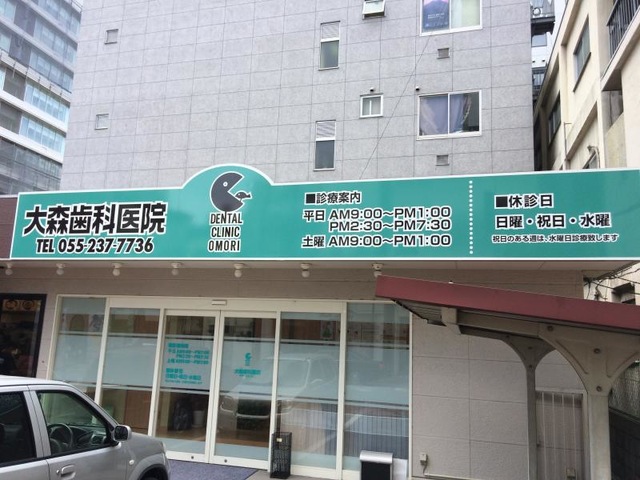 大森歯科医院
TEL 055-237-7736
DENTAL
CLINIC
OMORI
■診療案内
平日 AM9:00〜PM1:00
PM2:30〜PM7:30
土曜 AM9:00〜PM1:00
■休診日
日曜・祝日・水曜
祝日のある週は、水曜日診療致します